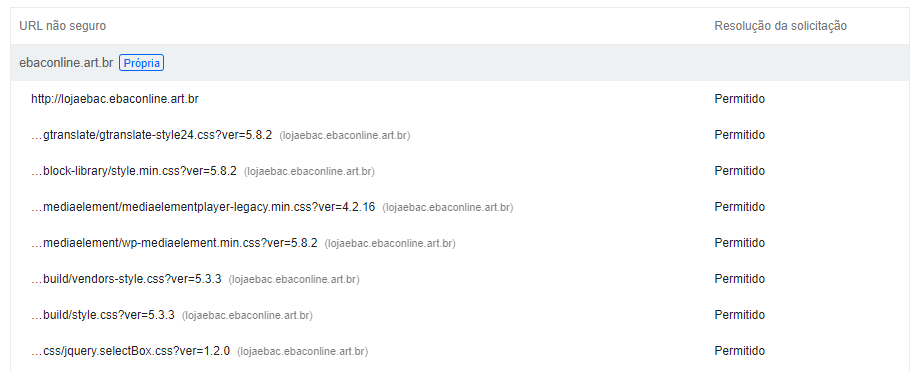 URL não seguro Resolução da solicitação
ebaconline.art.br Própria
http://lojaebac.ebaconline.art.br Permitido
…gtranslate/gtranslate-style24.css?ver=5.8.2 (lojaebac.ebaconline.art.br) Permitido
…block-library/style.min.css?ver=5.8.2 (lojaebac.ebaconline.art.br) Permitido
…mediaelement/mediaelementplayer-legacy.min.css?ver=4.2.16 (lojaebac.ebaconline.art.br) Permitido
…mediaelement/wp-mediaelement.min.css?ver=5.8.2 (lojaebac.ebaconline.art.br) Permitido
…build/vendors-style.css?ver=5.3.3 (lojaebac.ebaconline.art.br) Permitido
…build/style.css?ver=5.3.3 (lojaebac.ebaconline.art.br) Permitido
…css/jquery.selectBox.css?ver=1.2.0 (lojaebac.ebaconline.art.br) Permitido